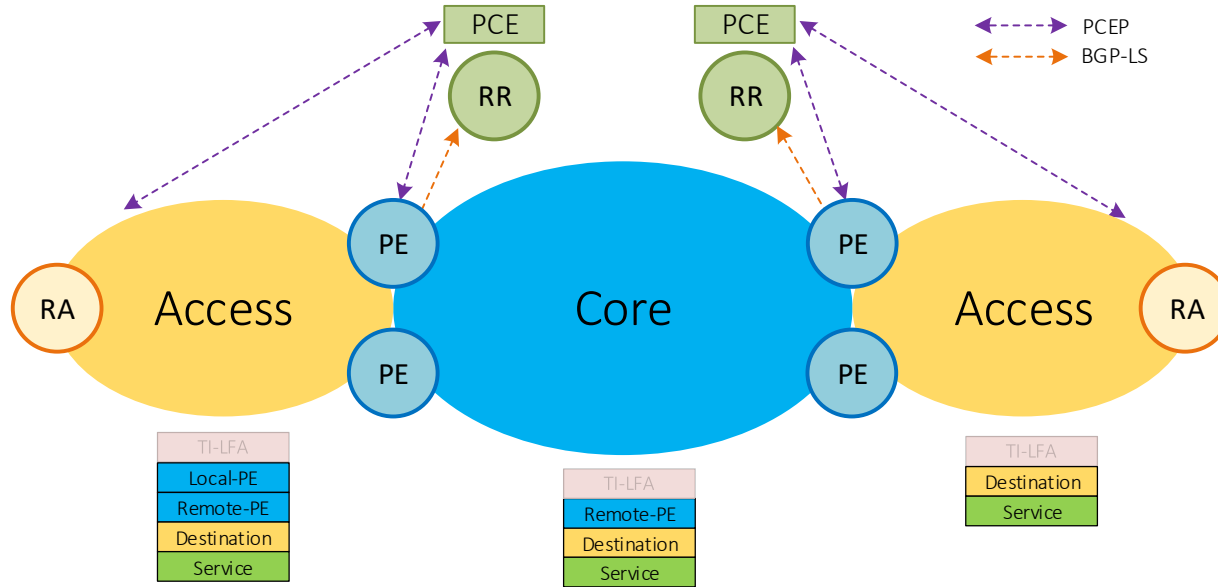 PCE
PCE
PCEP
BGP-LS
RR
RR
PE
PE
RA
Access
Core
Access
RA
PE
PE
TI-LFA
Local-PE
Remote-PE
Destination
Service
TI-LFA
Remote-PE
Destination
Service
TI-LFA
Destination
Service